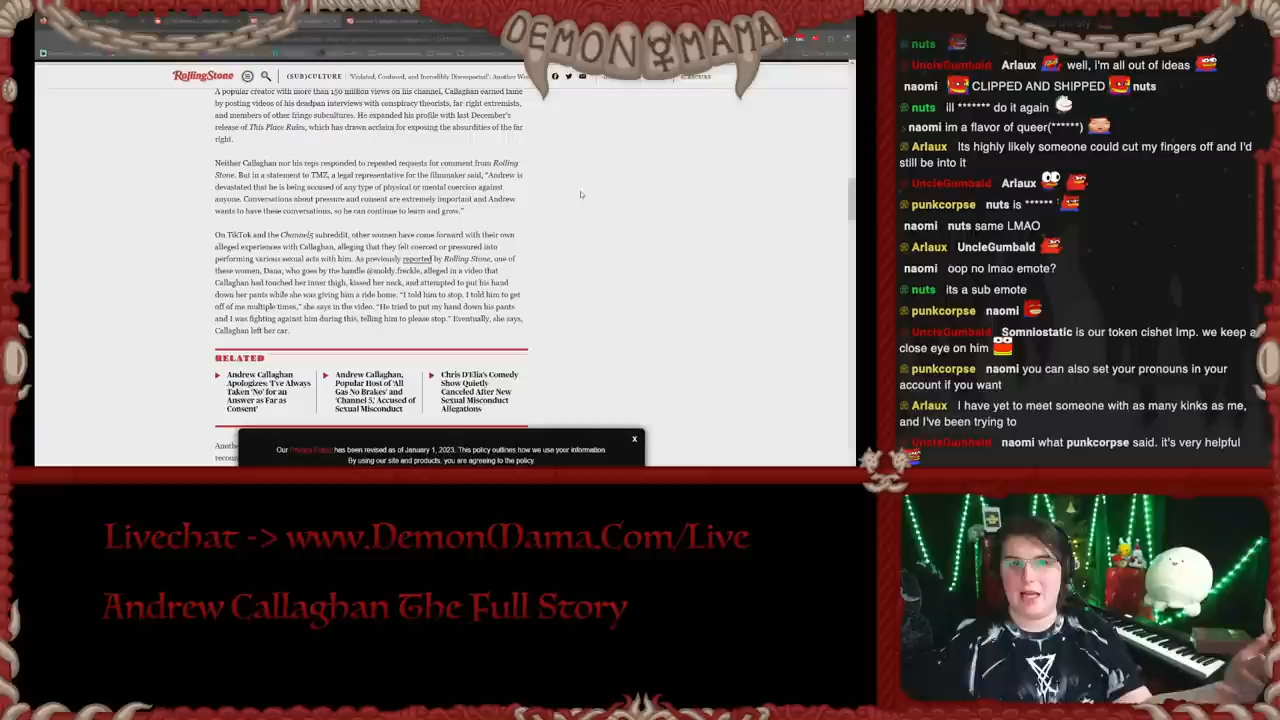 DEMON MAMA
RollingStone
(SUB)CULTURE
'Violated, Confused, and Incredibly Disrespected': Another
A popular creator with more than 150 million views on his channel, Callaghan earned fame
by posting videos of his deadpan interviews with conspiracy theorists, far-right extremists,
and members of other fringe subcultures. He expanded his profile with last December's
release of This Place Rules, which has drawn acclaim for exposing the absurdities of the far
right.
Neither Callaghan nor his reps responded to repeated requests for comment from Rolling
Stone. But in a statement to TMZ, a legal representative for the filmmaker said, "Andrew is
devastated that he is being accused of any type of physical or mental coercion against
anyone. Conversations about pressure and consent are extremely important and Andrew
wants to have these conversations, so he can continue to learn and grow."
On TikTok and the Channel5 subreddit, other women have come forward with their own
alleged experiences with Callaghan, alleging that they felt coerced or pressured into
performing various sexual acts with him. As previously reported by Rolling Stone, one of
these women, Dana, who goes by the handle @moldy.freckle, alleged in a video that
Callaghan had touched her inner thigh, kissed her neck, and attempted to put his hand
down her pants while she was giving him a ride home. "I told him to stop. I told him to get
off of me multiple times," she says in the video. "He tried to put my hand down his pants
and I was fighting against him during this, telling him to please stop." Eventually, she says,
Callaghan left her car.
RELATED
Andrew Callaghan
Apologizes: 'I've Always
Taken 'No' for an
Answer as Far as
Consent'
Andrew Callaghan,
Popular Host of 'All
Gas No Brakes' and
'Channel 5,' Accused of
Sexual Misconduct
Chris D'Elia's Comedy
Show Quietly
Canceled After New
Sexual Misconduct
Allegations
X
Our Privacy Policy has been revised as of January 1, 2023. This policy outlines how we use your information.
By using our site and products, you are agreeing to the policy.
nuts
UncleGumbald Arlaux well, i'm all out of ideas
naomi CLIPPED AND SHIPPED nuts
nuts ill ******* do it again
naomi im a flavor of queer(******)
Arlaux Its highly likely someone could cut my fingers off and I'd
still be into it
UncleGumbald Arlaux
punkcorpse nuts is ******
naomi nuts same LMAO
Arlaux UncleGumbald
naomi oop no lmao emote?
nuts its a sub emote
punkcorpse naomi
UncleGumbald Somniostatic is our token cishet Imp. we keep a
close eye on him
punkcorpse naomi you can also set your pronouns in your
account if you want
Arlaux I have yet to meet someone with as many kinks as me,
and I've been trying to
UncleGumbald naomi what punkcorpse said. it's very helpful
Livechat -> www.DemonMama.Com/Live
Andrew Callaghan The Full Story